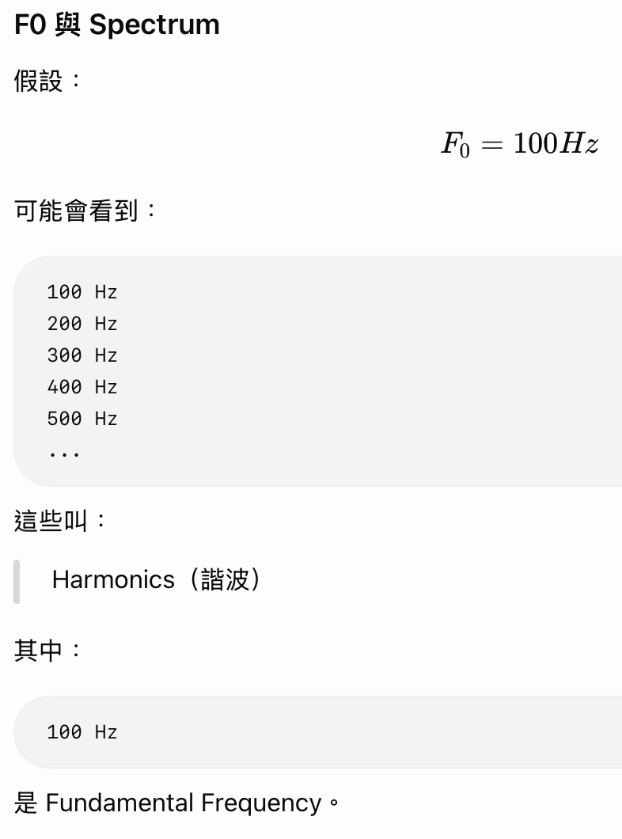 F0 與 Spectrum
假設：
F₀ = 100Hz
可能會看到：
100 Hz
200 Hz
300 Hz
400 Hz
500 Hz
...
這些叫：
Harmonics（諧波）
其中：
100 Hz
是 Fundamental Frequency。